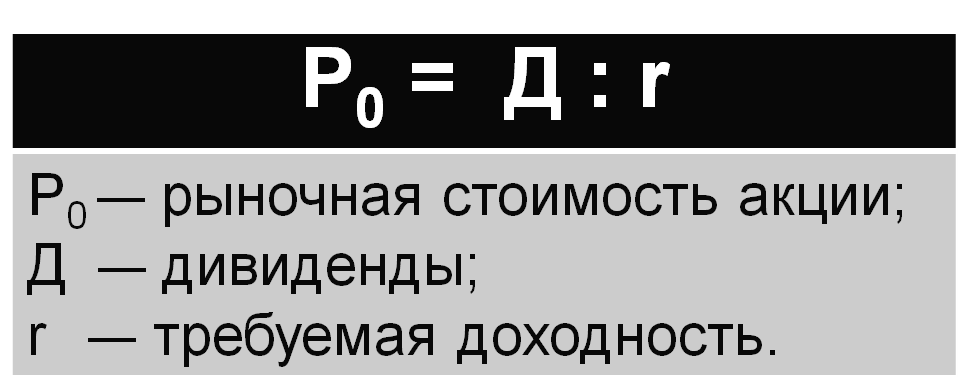 P₀ = Д : r
P₀ — рыночная стоимость акции;
Д — дивиденды;
r — требуемая доходность.